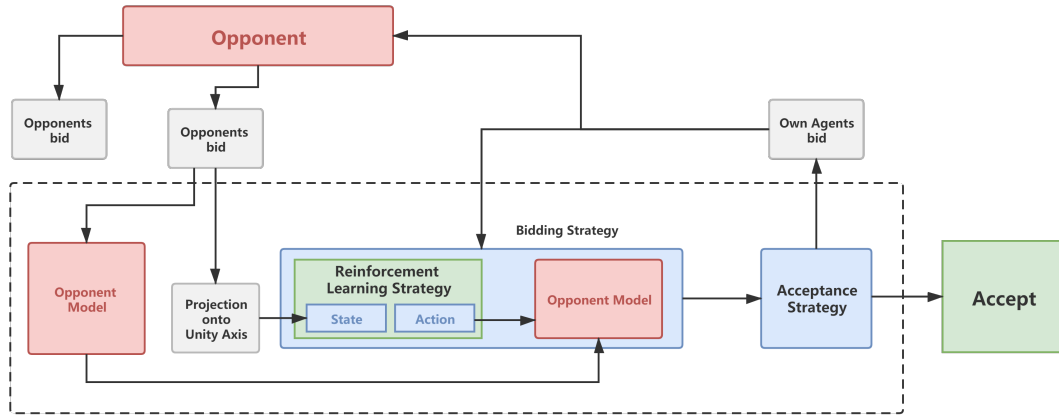 Opponent
Opponents
bid
Opponents
bid
Own Agents
bid
Bidding Strategy
Opponent
Model
Projection
onto
Unity Axis
Reinforcement
Learning Strategy
State
Action
Opponent Model
Acceptance
Strategy
Accept